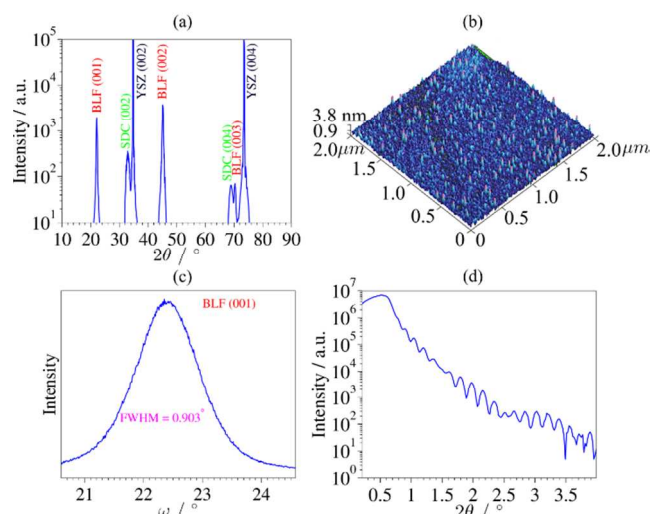 (a)
Intensity / a.u.
10^5
10^4
10^3
10^2
10^1
BLF (001)
SDC (002)
YSZ (002)
BLF (002)
SDC (004)
BLF (003)
YSZ (004)
10 20 30 40 50 60 70 80 90
2θ / °
(b)
3.8 nm
0.9
2.0μm
1.5
1.0
0.5
0
0
0.5
1.0
1.5
2.0 μm
(c)
BLF (001)
Intensity
FWHM = 0.903°
21 22 23 24
ω / °
(d)
Intensity / a.u.
10^7
10^6
10^5
10^4
10^3
10^2
10^1
10^0
0.5 1 1.5 2 2.5 3 3.5
2θ / °